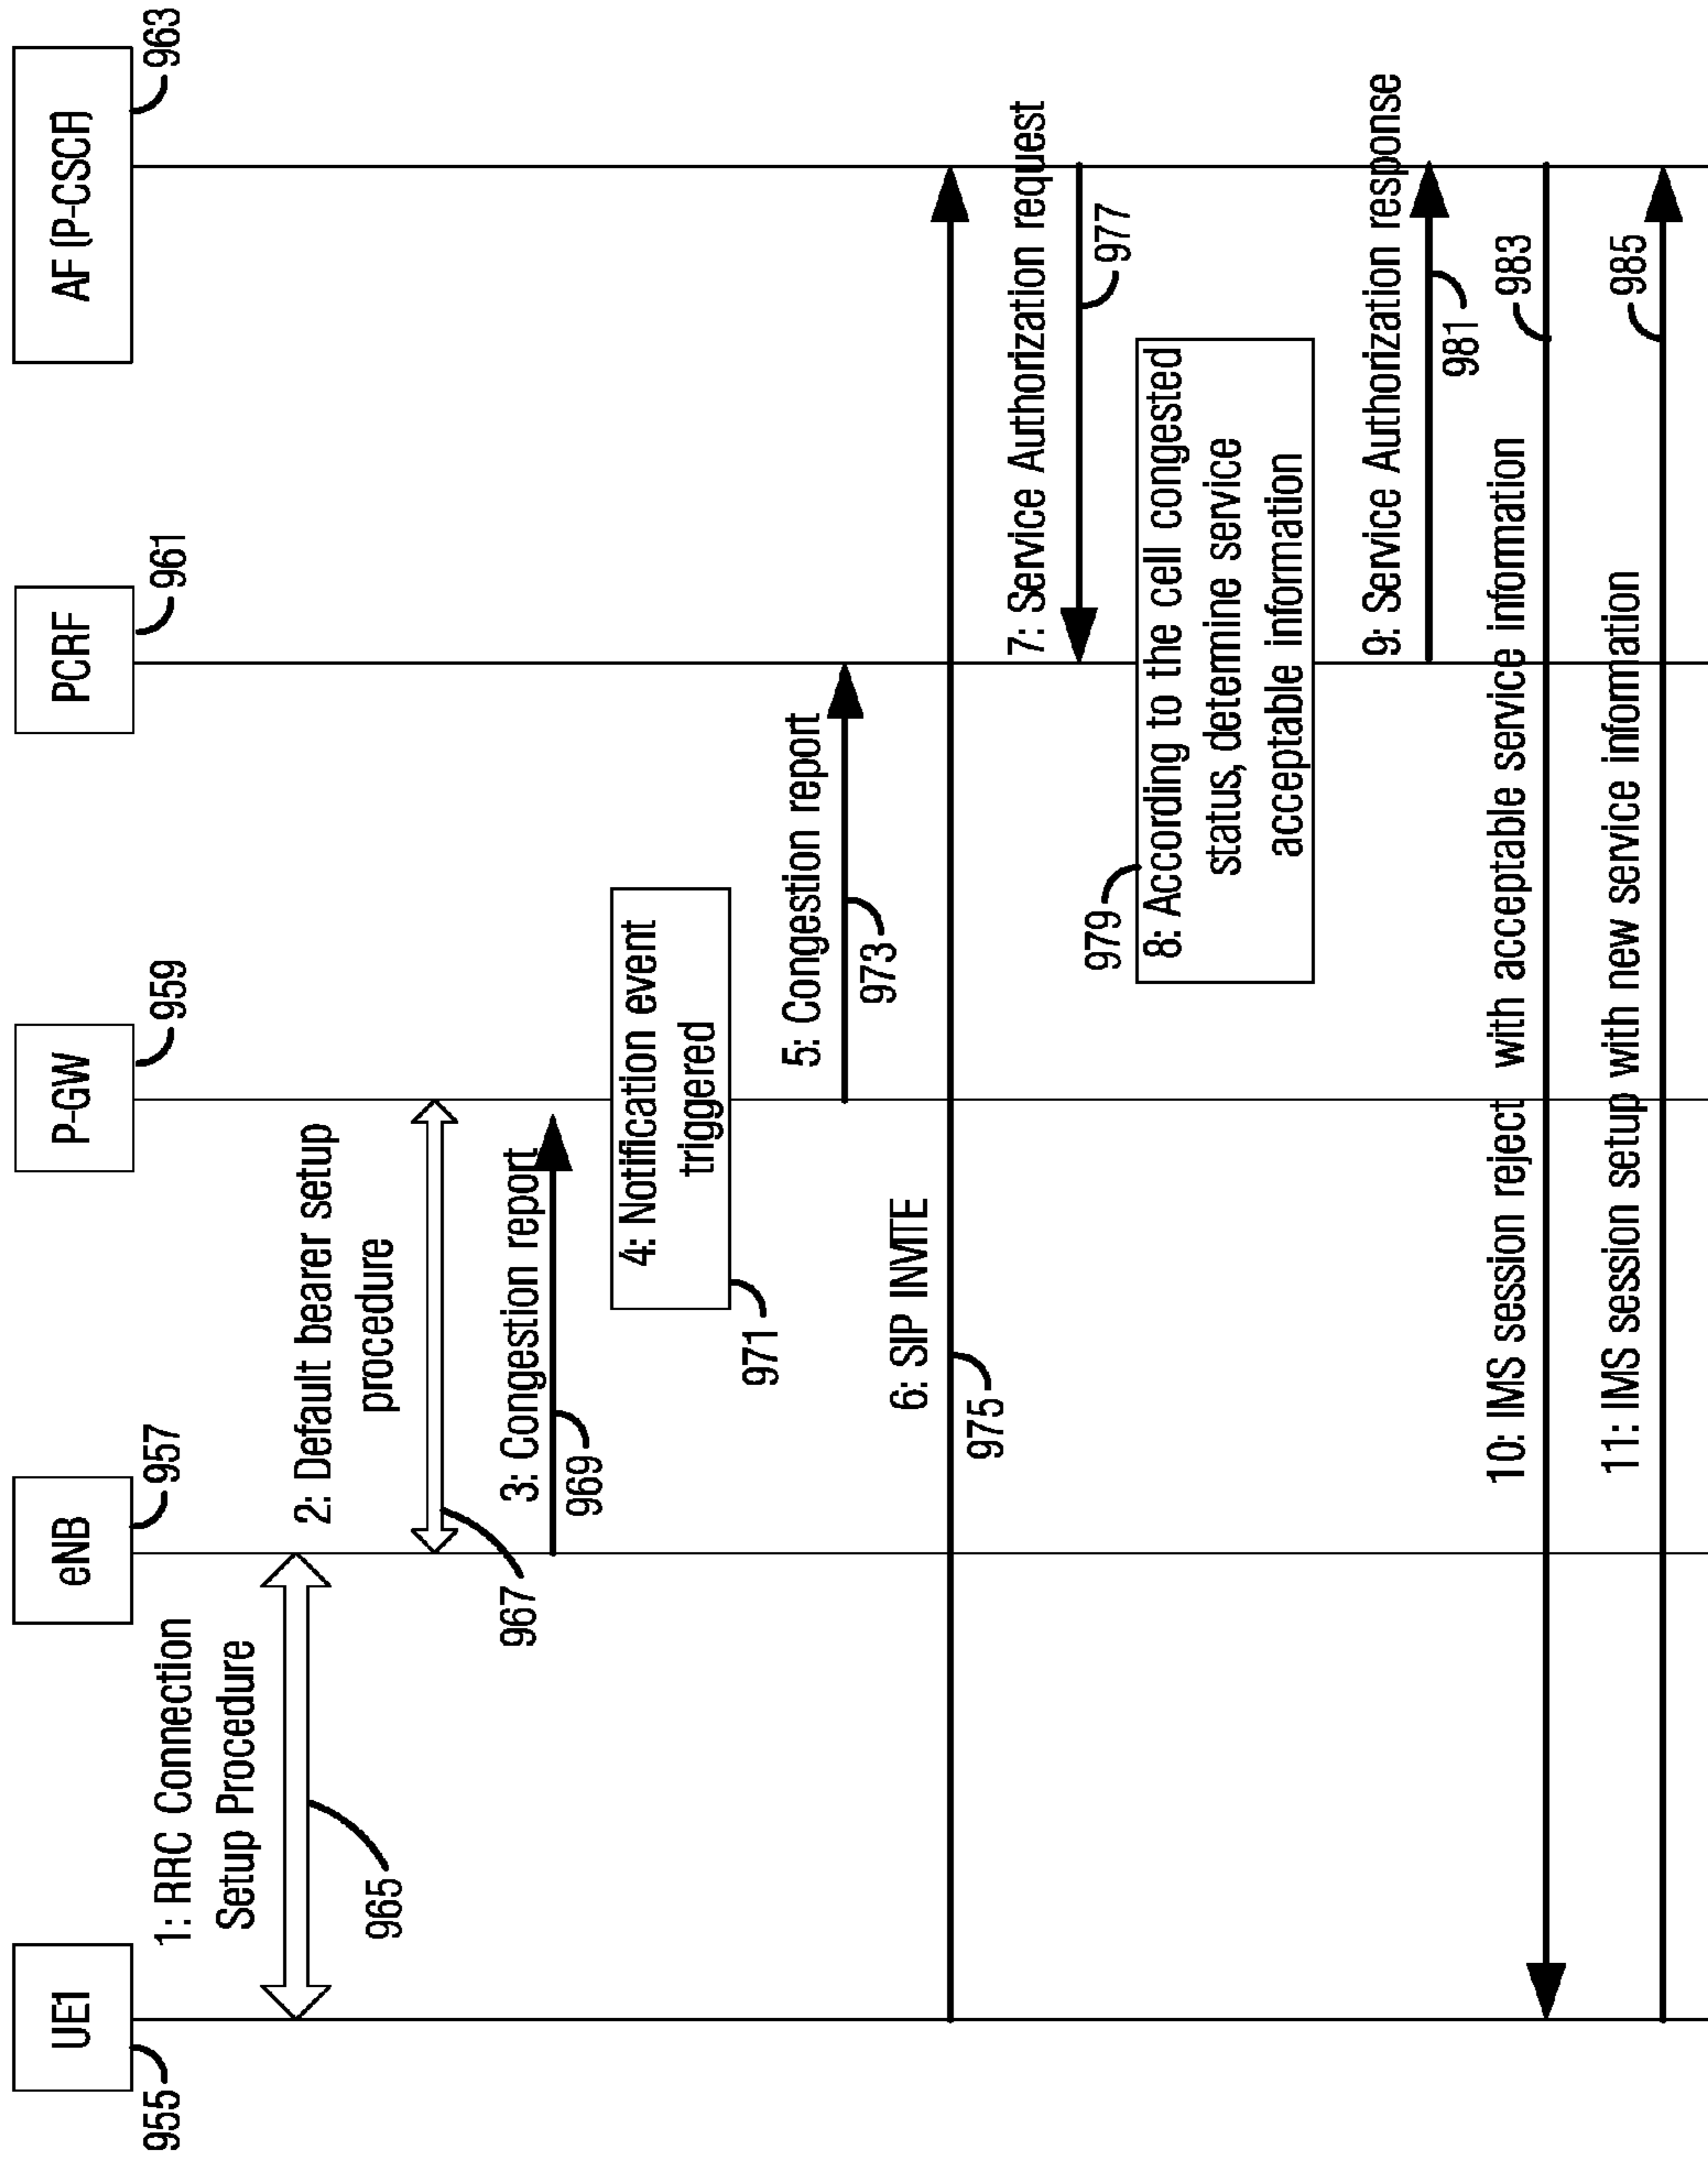 UE1
eNB
P-GW
PCRF
AF (P-CSCF)
955
957
959
961
963
1: RRC Connection
Setup Procedure
965
2: Default bearer setup
procedure
967
3: Congestion report
969
4: Notification event
triggered
971
5: Congestion report
973
6: SIP INVITE
975
7: Service Authorization request
977
979
8: According to the cell congested
status, determine service
acceptable information
9: Service Authorization response
981
10: IMS session reject with acceptable service information
983
11: IMS session setup with new service information
985